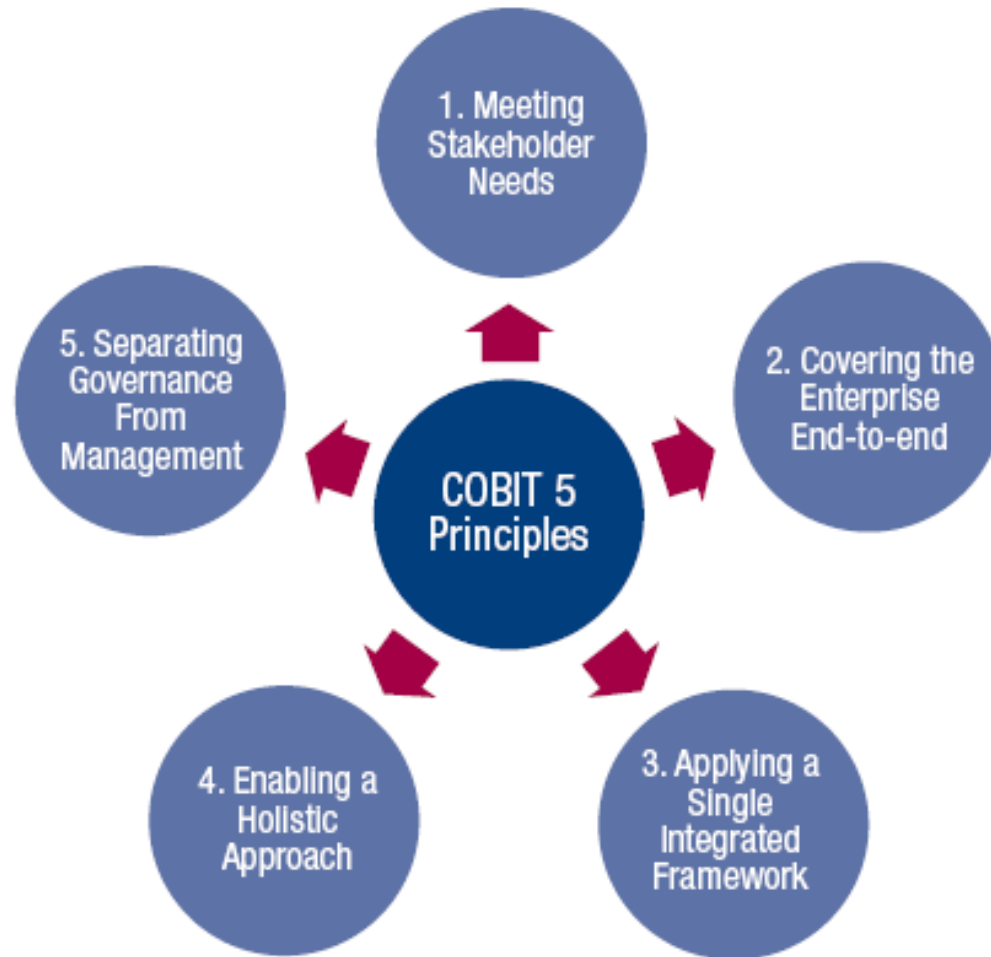 1. Meeting
Stakeholder
Needs
2. Covering the
Enterprise
End-to-end
3. Applying a
Single
Integrated
Framework
4. Enabling a
Holistic
Approach
5. Separating
Governance
From
Management
COBIT 5
Principles